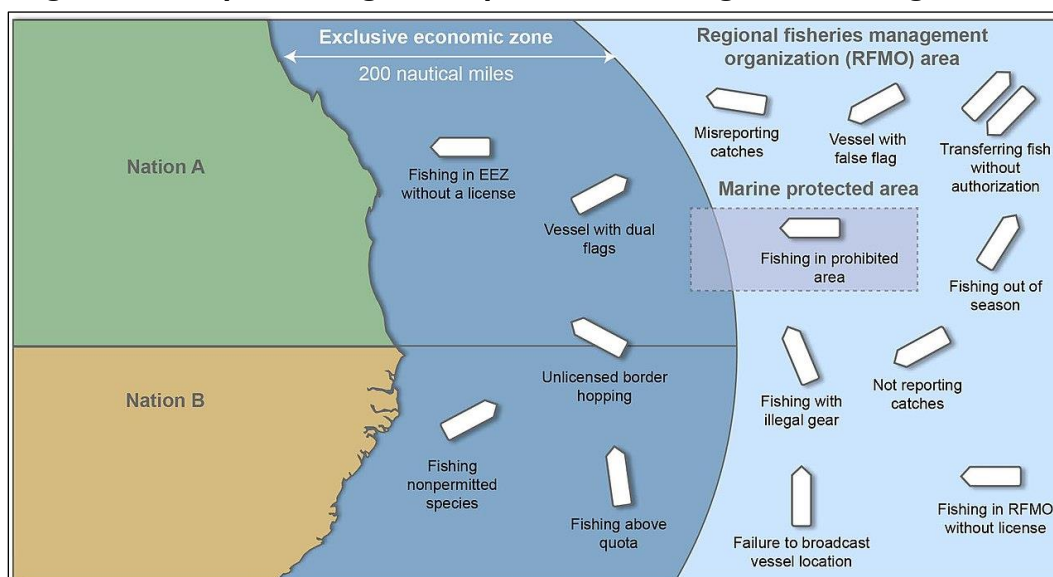 Exclusive economic zone
200 nautical miles
Regional fisheries management
organization (RFMO) area
Misreporting
catches
Vessel with
false flag
Transferring fish
without
authorization
Nation A
Fishing in EEZ
without a license
Vessel with dual
flags
Marine protected area
Fishing in prohibited
area
Fishing out of
season
Unlicensed border
hopping
Nation B
Fishing with
illegal gear
Not reporting
catches
Fishing
nonpermitted
species
Fishing above
quota
Failure to broadcast
vessel location
Fishing in RFMO
without license